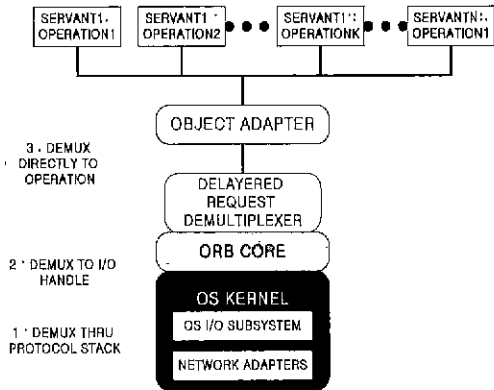 SERVANT1. SERVANT1 : SERVANT1 :: SERVANTN::
OPERATION1 OPERATION2 OPERATIONK OPERATION1
OBJECT ADAPTER
3. DEMUX
DIRECTLY TO
OPERATION
DELAYERED
REQUEST
DEMULTIPLEXER
ORB CORE
2 : DEMUX TO I/O
HANDLE
OS KERNEL
OS I/O SUBSYSTEM
1 : DEMUX THRU
PROTOCOL STACK
NETWORK ADAPTERS